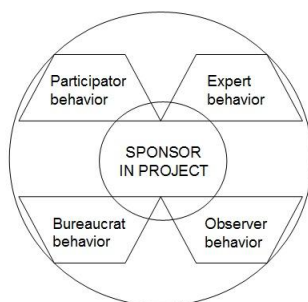 Participator
behavior
Expert
behavior
SPONSOR
IN PROJECT
Bureaucrat
behavior
Observer
behavior